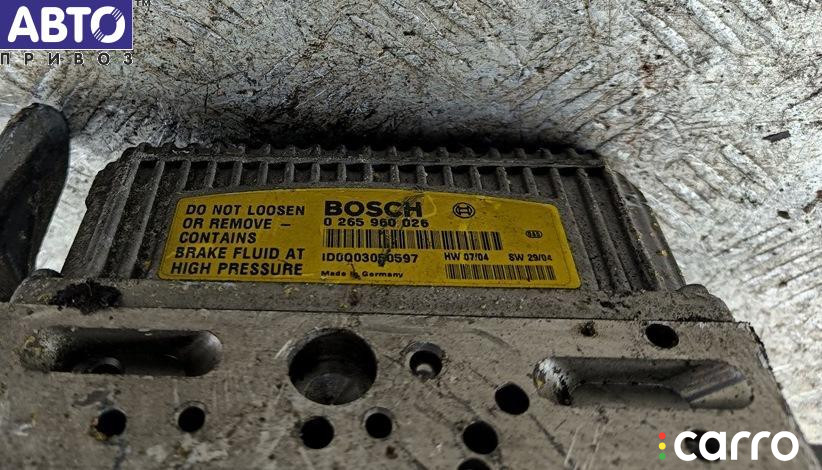 АВТО
TM
ПРИВОЗ
DO NOT LOOSEN
OR REMOVE –
CONTAINS
BRAKE FLUID AT
HIGH PRESSURE
BOSCH
0 265 960 026
ID0003050597
HW 07/04 SW 29/04
Made in Germany
carro